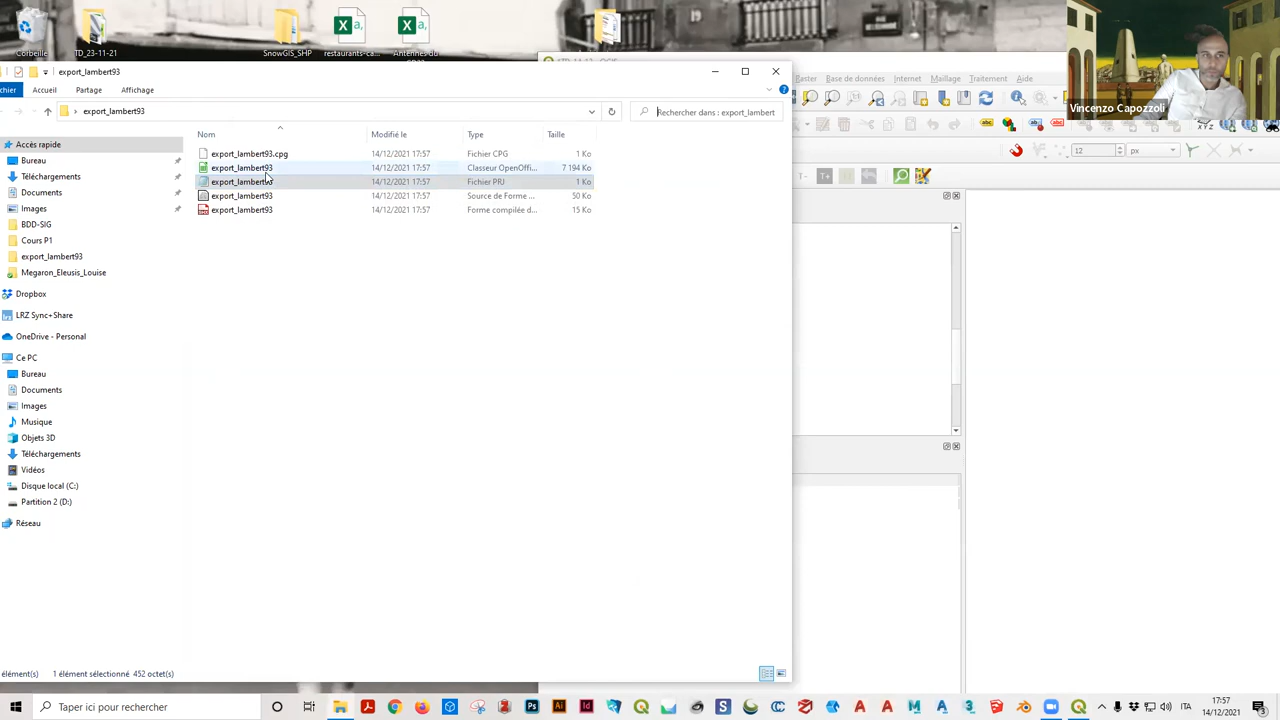 Corbeille
TD_23-11-21
SnowGIS_SHP
restaurants-ca...
export_lambert93
Accueil
Partage
Affichage
export_lambert93
Rechercher dans : export_lambert
Nom
Modifié le
Type
Taille
Accès rapide
Bureau
Téléchargements
Documents
Images
BDD-SIG
Cours P1
export_lambert93
Megaron_Eleusis_Louise
Dropbox
LRZ Sync+Share
OneDrive - Personal
Ce PC
Bureau
Documents
Images
Musique
Objets 3D
Téléchargements
Vidéos
Disque local (C:)
Partition 2 (D:)
Réseau
export_lambert93.cpg 14/12/2021 17:57 Fichier CPG 1 Ko
export_lambert93 14/12/2021 17:57 Classeur OpenOffi... 7 194 Ko
export_lambert93 14/12/2021 17:57 Fichier PRJ 1 Ko
export_lambert93 14/12/2021 17:57 Source de Forme ... 50 Ko
export_lambert93 14/12/2021 17:57 Forme compilée d... 15 Ko
Raster Base de données Internet Maillage Traitement Aide
Vincenzo Capozzoli
12
px
élément(s) 1 élément sélectionné 452 octet(s)
Taper ici pour rechercher
ITA
17:57
14/12/2021